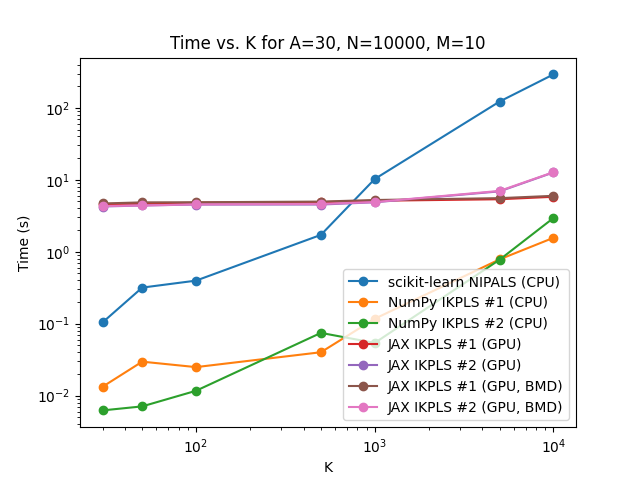 Time vs. K for A=30, N=10000, M=10
Time (s)
10²
10¹
10⁰
10⁻¹
10⁻²
scikit-learn NIPALS (CPU)
NumPy IKPLS #1 (CPU)
NumPy IKPLS #2 (CPU)
JAX IKPLS #1 (GPU)
JAX IKPLS #2 (GPU)
JAX IKPLS #1 (GPU, BMD)
JAX IKPLS #2 (GPU, BMD)
10² 10³ 10⁴
K